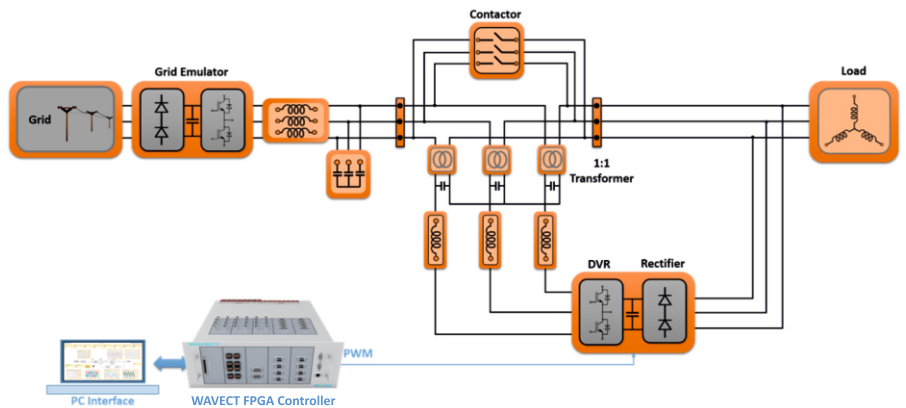 Contactor
Grid Emulator
Load
Grid
1:1
Transformer
DVR
Rectifier
PWM
PC Interface
WAVECT FPGA Controller